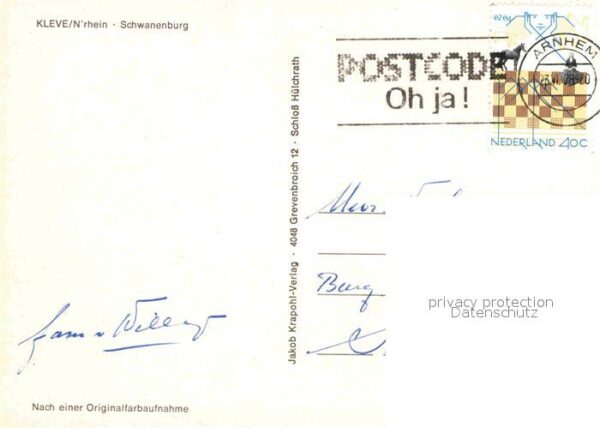 KLEVE/N'rhein · Schwanenburg
POSTCODE
Oh ja!
ARNHEM
NEDERLAND 40C
Jakob Krapohl-Verlag · 4048 Grevenbroich 12 · Schloß Hülchrath
Burg
privacy protection
Datenschutz
Nach einer Originalfarbaufnahme